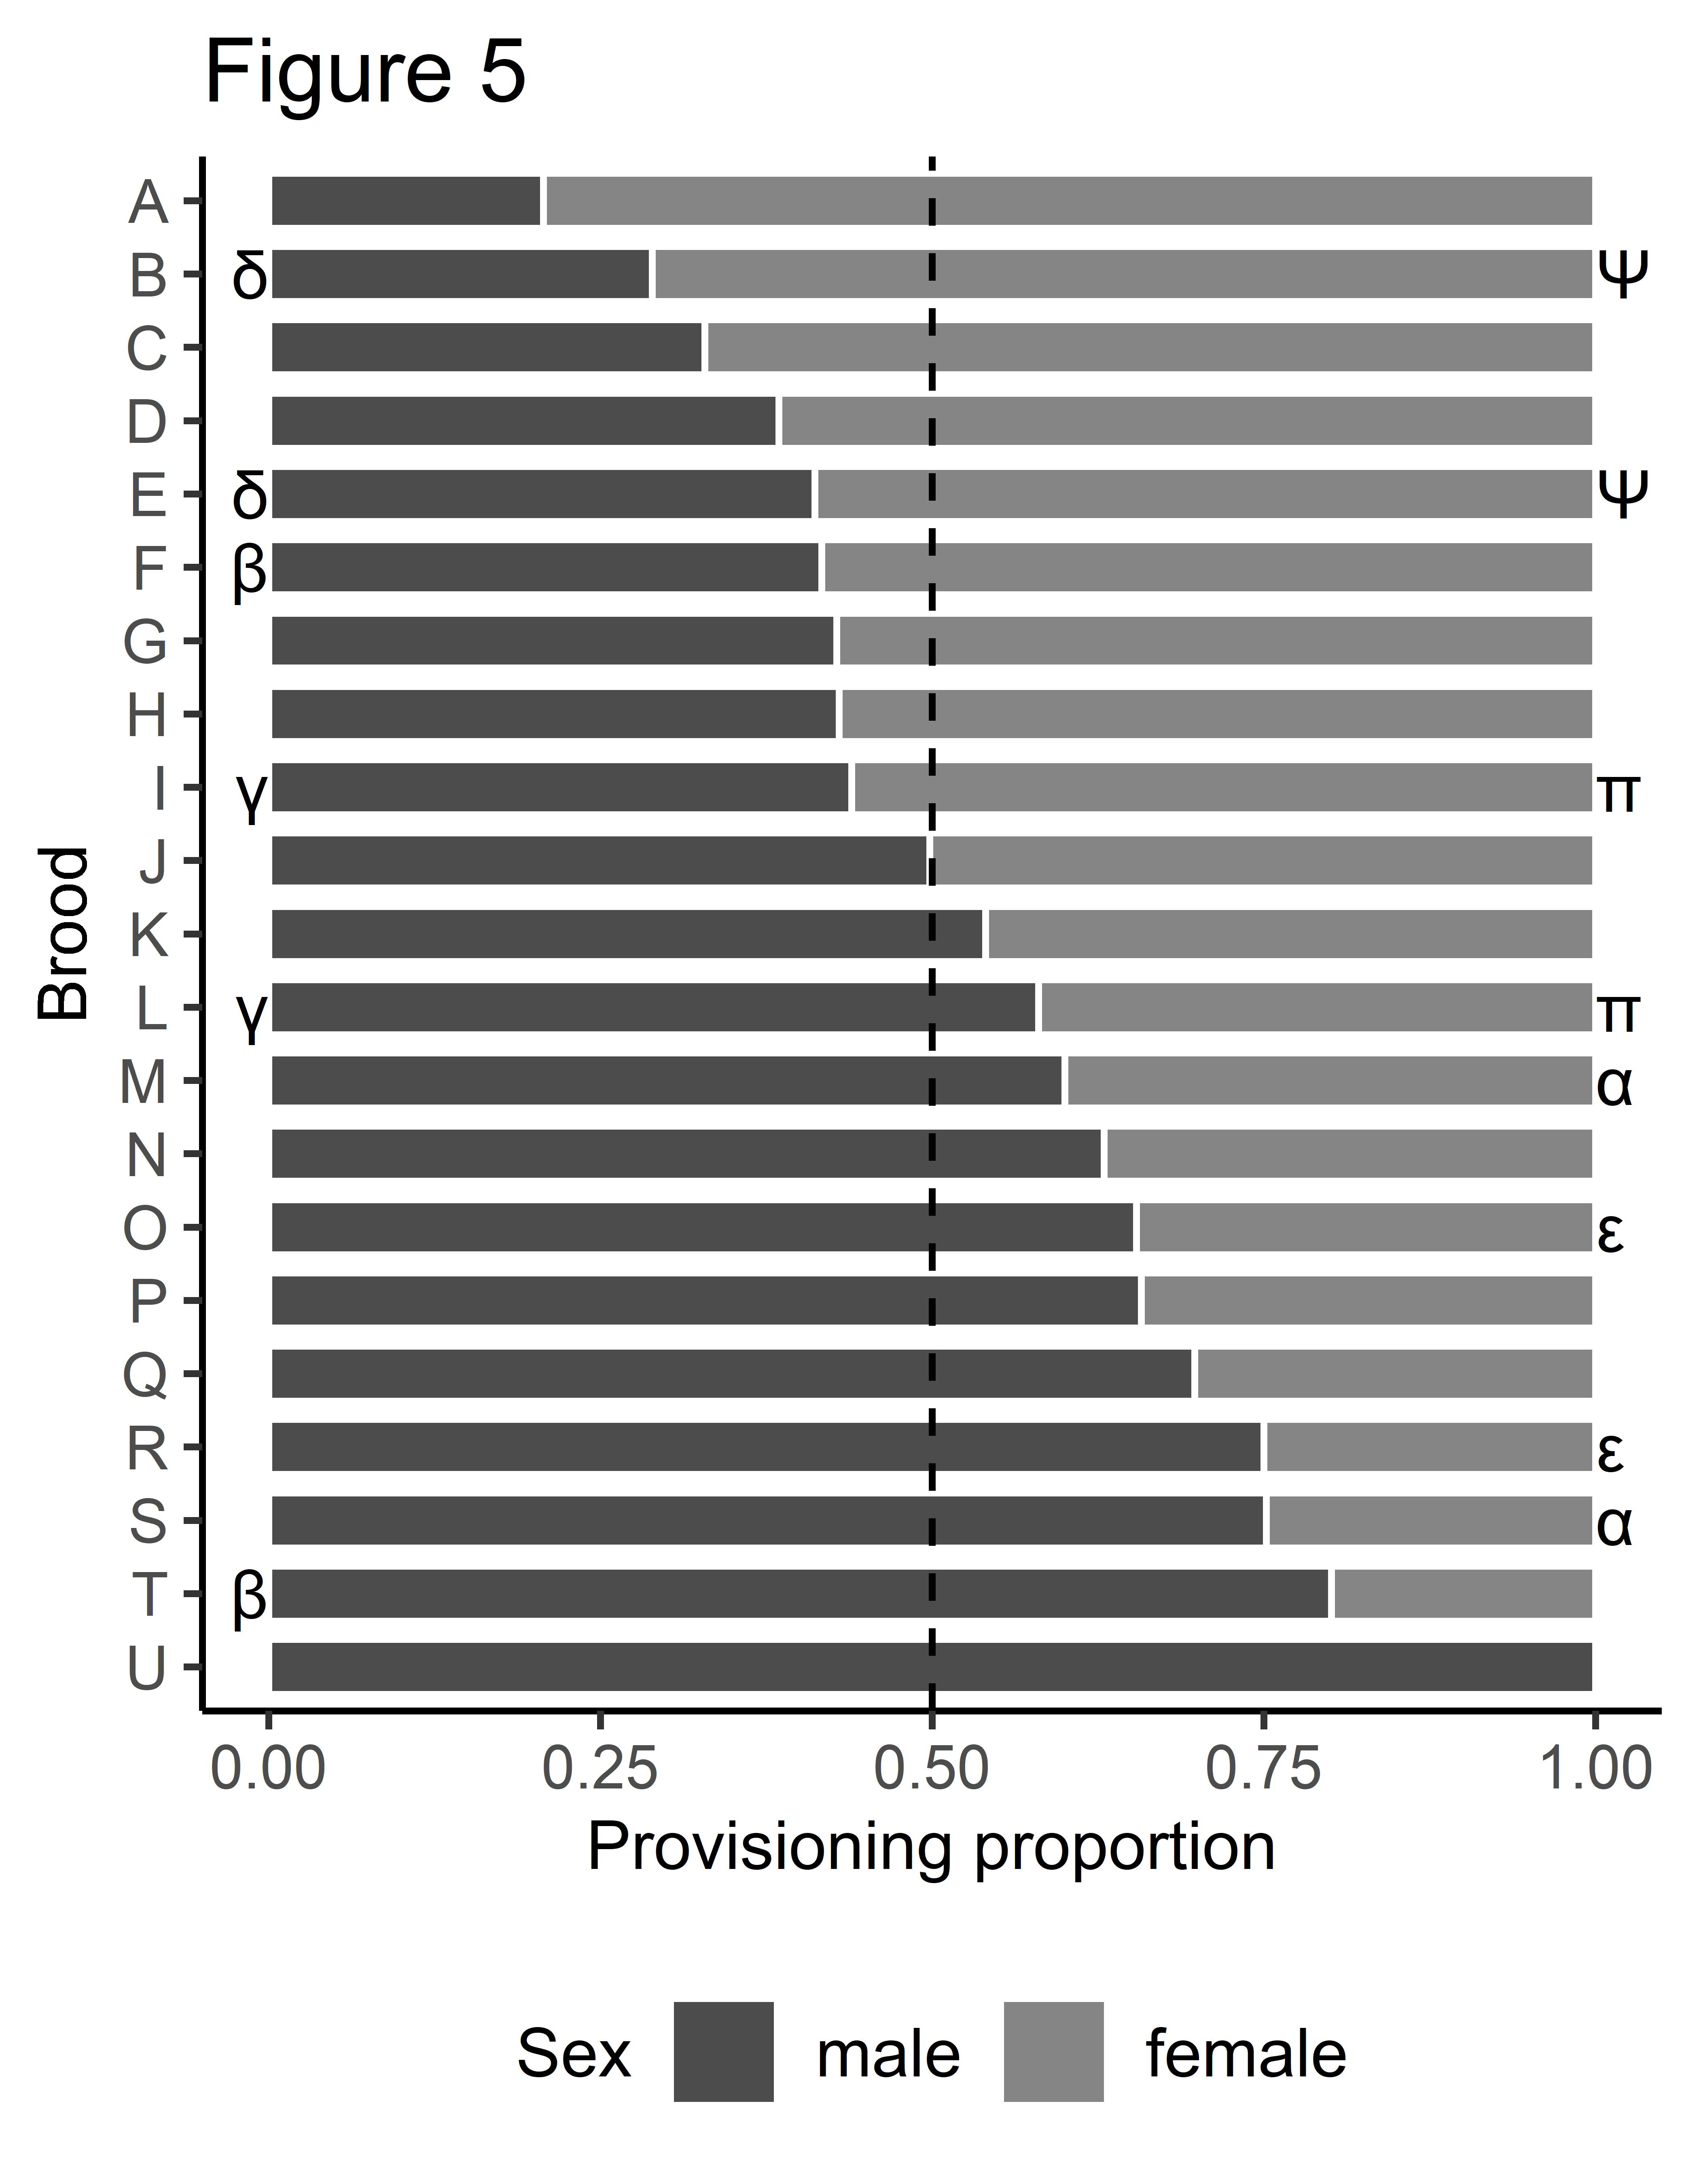 Figure 5
Brood
A
B δ Ψ
C
D
E δ Ψ
F β
G
H
I γ π
J
K
L γ π
M α
N
O ε
P
Q
R ε
S α
T β
U
0.00 0.25 0.50 0.75 1.00
Provisioning proportion
Sex male female